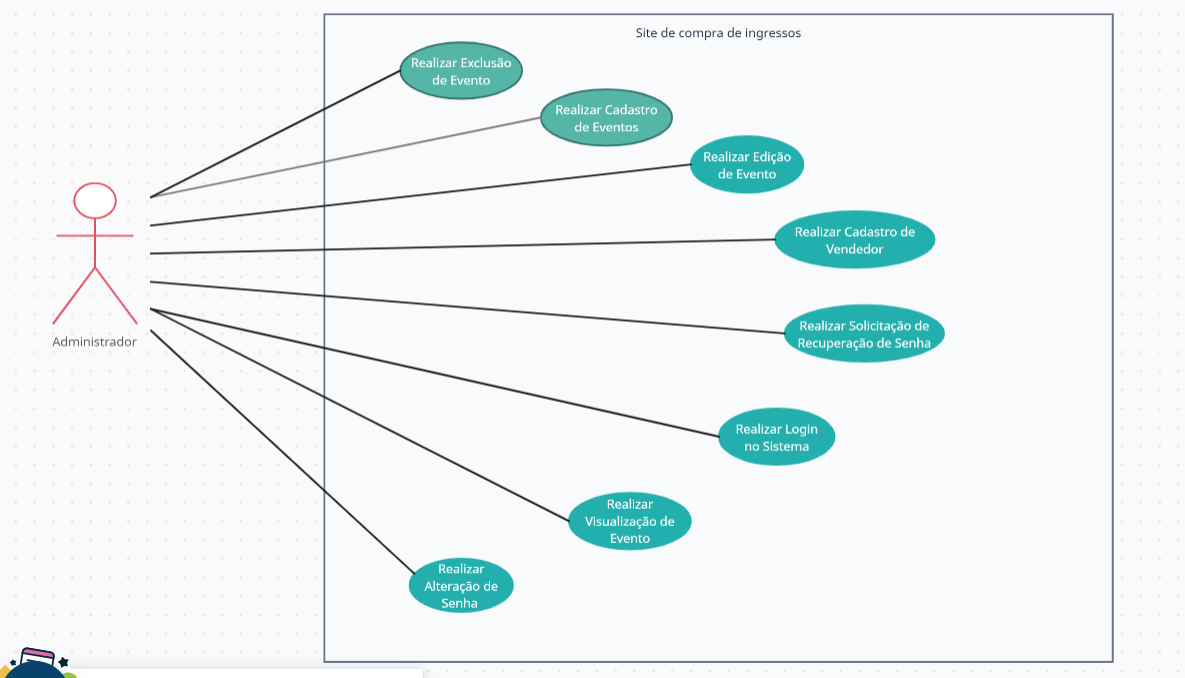 Site de compra de ingressos
Realizar Exclusão
de Evento
Realizar Cadastro
de Eventos
Realizar Edição
de Evento
Realizar Cadastro de
Vendedor
Realizar Solicitação de
Recuperação de Senha
Administrador
Realizar Login
no Sistema
Realizar
Visualização de
Evento
Realizar
Alteração de
Senha